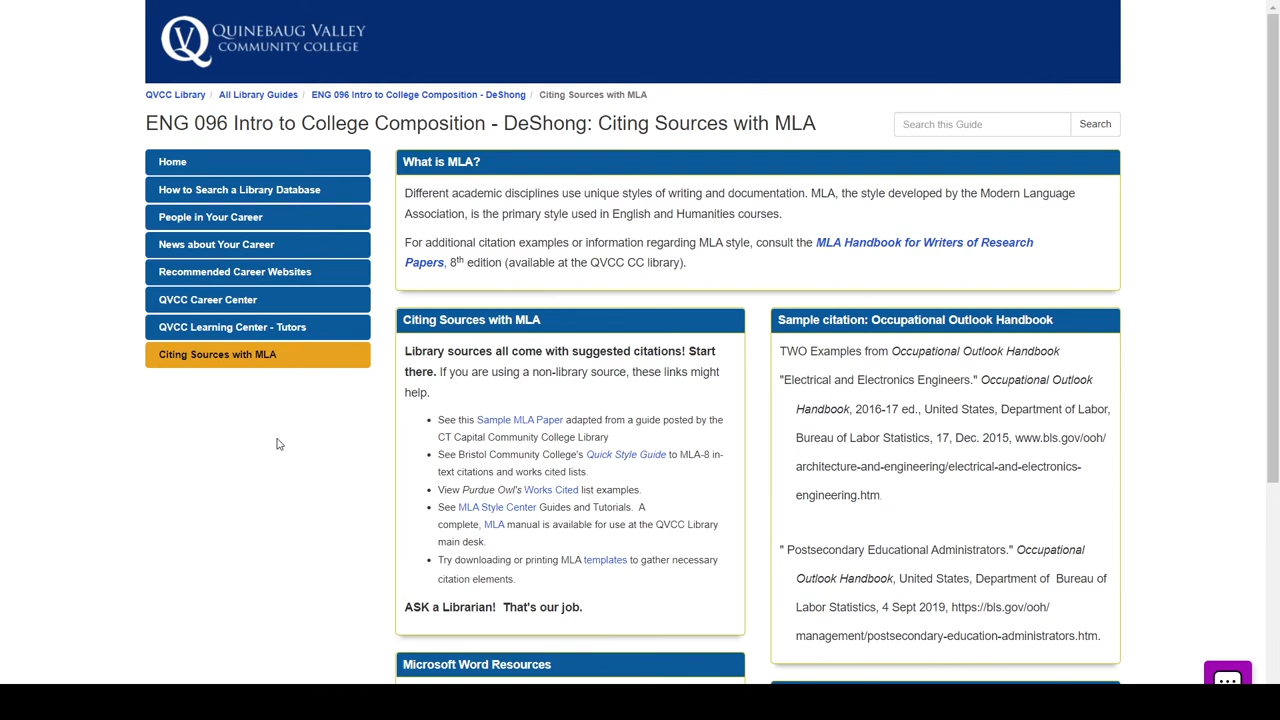 QUINEBAUG VALLEY
COMMUNITY COLLEGE
QVCC Library / All Library Guides / ENG 096 Intro to College Composition - DeShong / Citing Sources with MLA
ENG 096 Intro to College Composition - DeShong: Citing Sources with MLA
Search this Guide
Search
Home
How to Search a Library Database
People in Your Career
News about Your Career
Recommended Career Websites
QVCC Career Center
QVCC Learning Center - Tutors
Citing Sources with MLA
What is MLA?
Different academic disciplines use unique styles of writing and documentation. MLA, the style developed by the Modern Language
Association, is the primary style used in English and Humanities courses.
For additional citation examples or information regarding MLA style, consult the MLA Handbook for Writers of Research
Papers, 8th edition (available at the QVCC CC library).
Citing Sources with MLA
Library sources all come with suggested citations! Start
there. If you are using a non-library source, these links might
help.
See this Sample MLA Paper adapted from a guide posted by the
CT Capital Community College Library
See Bristol Community College's Quick Style Guide to MLA-8 in-
text citations and works cited lists.
View Purdue Owl's Works Cited list examples.
See MLA Style Center Guides and Tutorials. A
complete, MLA manual is available for use at the QVCC Library
main desk.
Try downloading or printing MLA templates to gather necessary
citation elements.
ASK a Librarian! That's our job.
Sample citation: Occupational Outlook Handbook
TWO Examples from Occupational Outlook Handbook
"Electrical and Electronics Engineers." Occupational Outlook
Handbook, 2016-17 ed., United States, Department of Labor,
Bureau of Labor Statistics, 17, Dec. 2015, www.bls.gov/ooh/
architecture-and-engineering/electrical-and-electronics-
engineering.htm.
" Postsecondary Educational Administrators." Occupational
Outlook Handbook, United States, Department of Bureau of
Labor Statistics, 4 Sept 2019, https://bls.gov/ooh/
management/postsecondary-education-administrators.htm.
Microsoft Word Resources